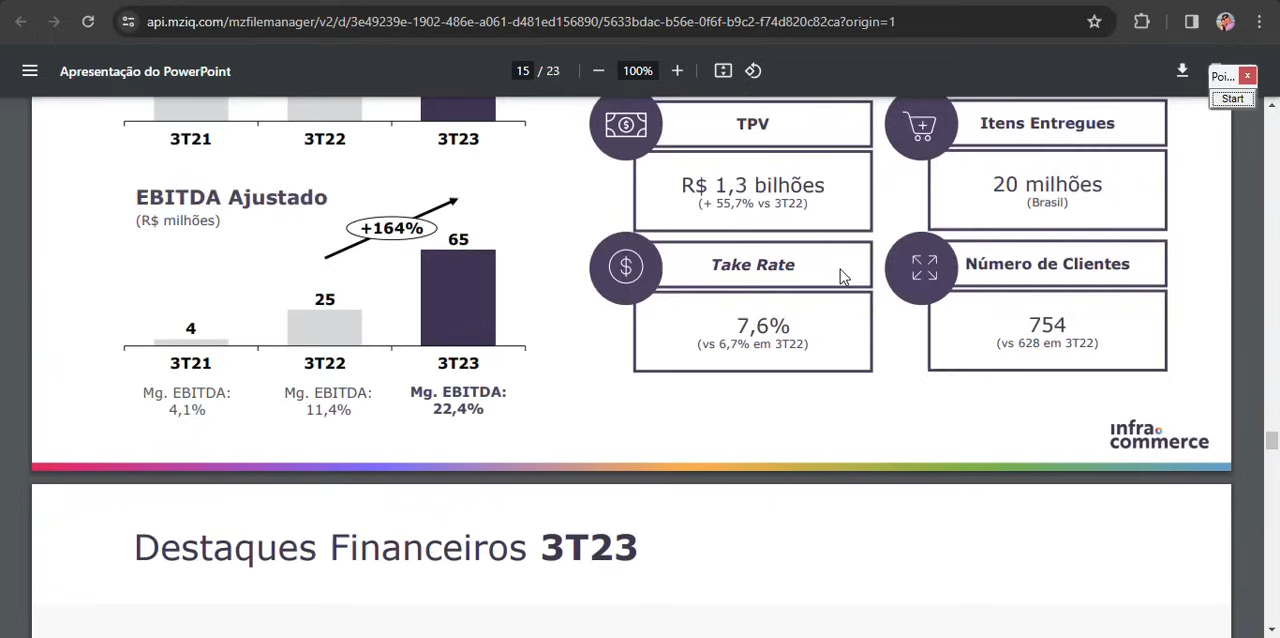 api.mziq.com/mzfilemanager/v2/d/3e49239e-1902-486e-a061-d481ed156890/5633bdac-b56e-0f6f-b9c2-f74d820c82ca?origin=1
Apresentação do PowerPoint
15 / 23
100%
Poi...
Start
3T21
3T22
3T23
EBITDA Ajustado
(R$ milhões)
+164%
4
25
65
3T21
3T22
3T23
Mg. EBITDA:
4,1%
Mg. EBITDA:
11,4%
Mg. EBITDA:
22,4%
TPV
R$ 1,3 bilhões
(+ 55,7% vs 3T22)
Itens Entregues
20 milhões
(Brasil)
Take Rate
7,6%
(vs 6,7% em 3T22)
Número de Clientes
754
(vs 628 em 3T22)
infra.
commerce
Destaques Financeiros 3T23